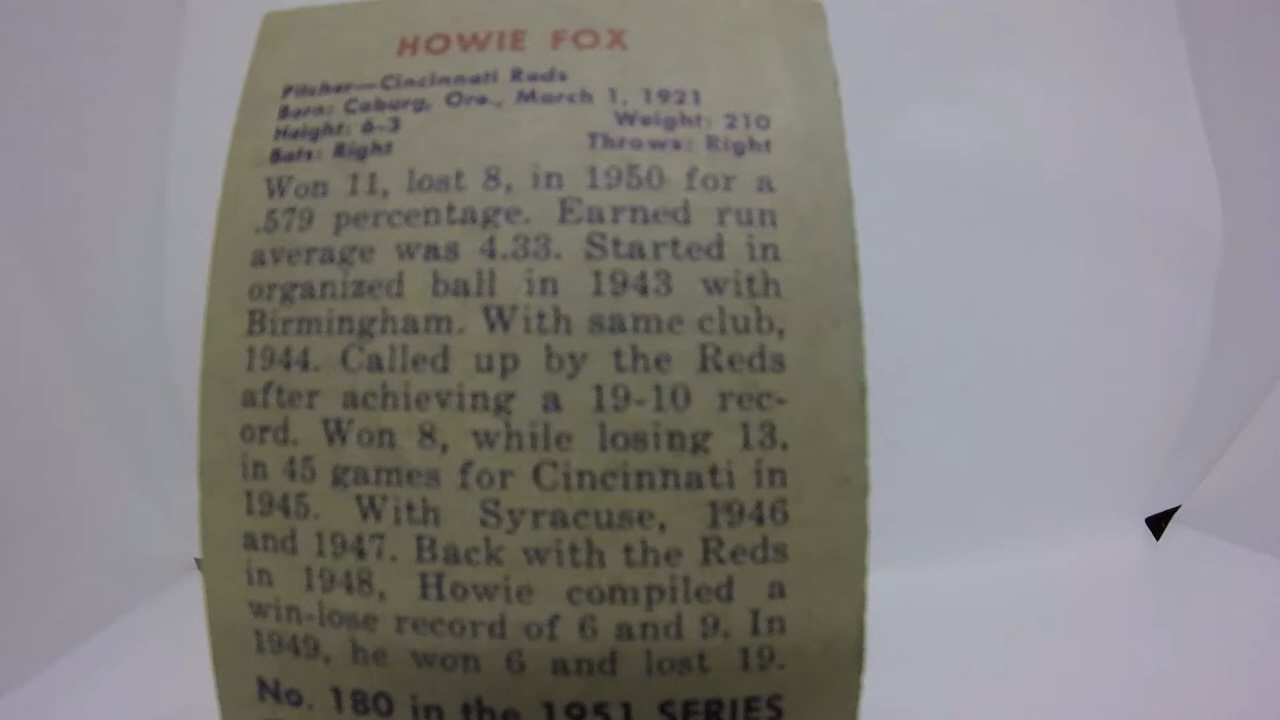 HOWIE FOX
Pitcher—Cincinnati Reds
Born: Coburg, Ore., March 1, 1921
Height: 6-3 Weight: 210
Bats: Right Throws: Right
Won 11, lost 8, in 1950 for a
.579 percentage. Earned run
average was 4.33. Started in
organized ball in 1943 with
Birmingham. With same club,
1944. Called up by the Reds
after achieving a 19-10 rec-
ord. Won 8, while losing 13,
in 45 games for Cincinnati in
1945. With Syracuse, 1946
and 1947. Back with the Reds
in 1948, Howie compiled a
win-lose record of 6 and 9. In
1949, he won 6 and lost 19.
No. 180 in the 1951 SERIES